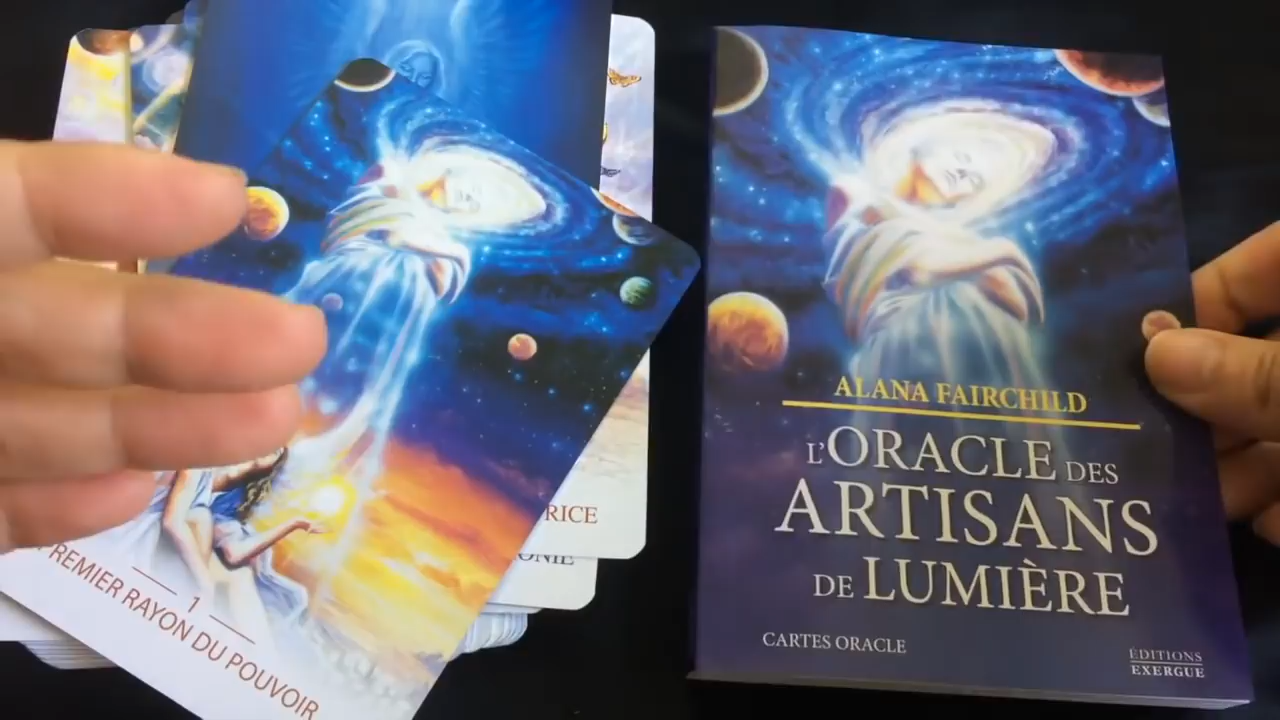 1
PREMIER RAYON DU POUVOIR
RICE
ONIE
ALANA FAIRCHILD
L'ORACLE DES
ARTISANS
DE LUMIÈRE
CARTES ORACLE
ÉDITIONS
EXERGUE